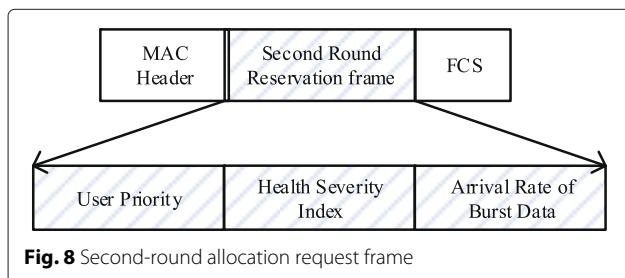 MAC
Header
Second Round
Reservation frame
FCS
User Priority
Health Severity
Index
Arrival Rate of
Burst Data
Fig. 8 Second-round allocation request frame